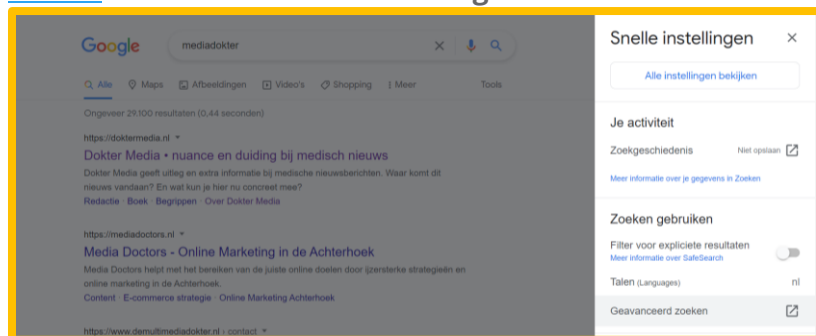 Google
mediadokter
Alle
Maps
Afbeeldingen
Video's
Shopping
Meer
Tools
Ongeveer 29.100 resultaten (0,44 seconden)
https://doktermedia.nl
Dokter Media • nuance en duiding bij medisch nieuws
Dokter Media geeft uitleg en extra informatie bij medische nieuwsberichten. Waar komt dit
nieuws vandaan? En wat kun je hier nu concreet mee?
Redactie · Boek · Begrippen · Over Dokter Media
https://mediadoctors.nl
Media Doctors - Online Marketing in de Achterhoek
Media Doctors helpt met het bereiken van de juiste online doelen door ijzersterke strategieën en
online marketing in de Achterhoek.
Content · E-commerce strategie · Online Marketing Achterhoek
https://www.demultimediadokter.nl › contact
Snelle instellingen
Alle instellingen bekijken
Je activiteit
Zoekgeschiedenis
Niet opslaan
Meer informatie over je gegevens in Zoeken
Zoeken gebruiken
Filter voor expliciete resultaten
Meer informatie over SafeSearch
Talen (Languages)
nl
Geavanceerd zoeken